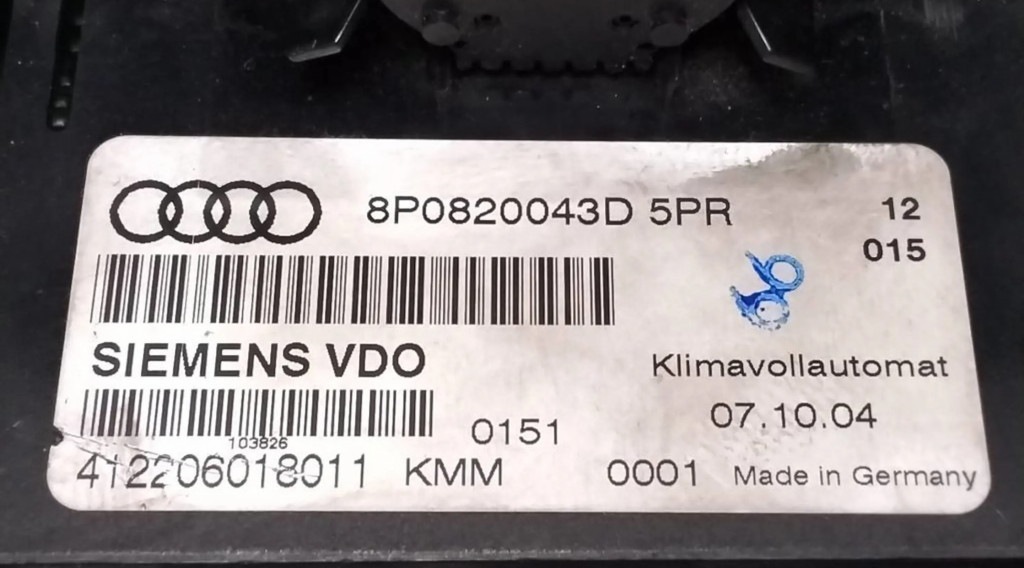 8P0820043D 5PR
12
015
SIEMENS VDO
Klimavollautomat
07.10.04
103826
0151
412206018011 KMM
0001 Made in Germany